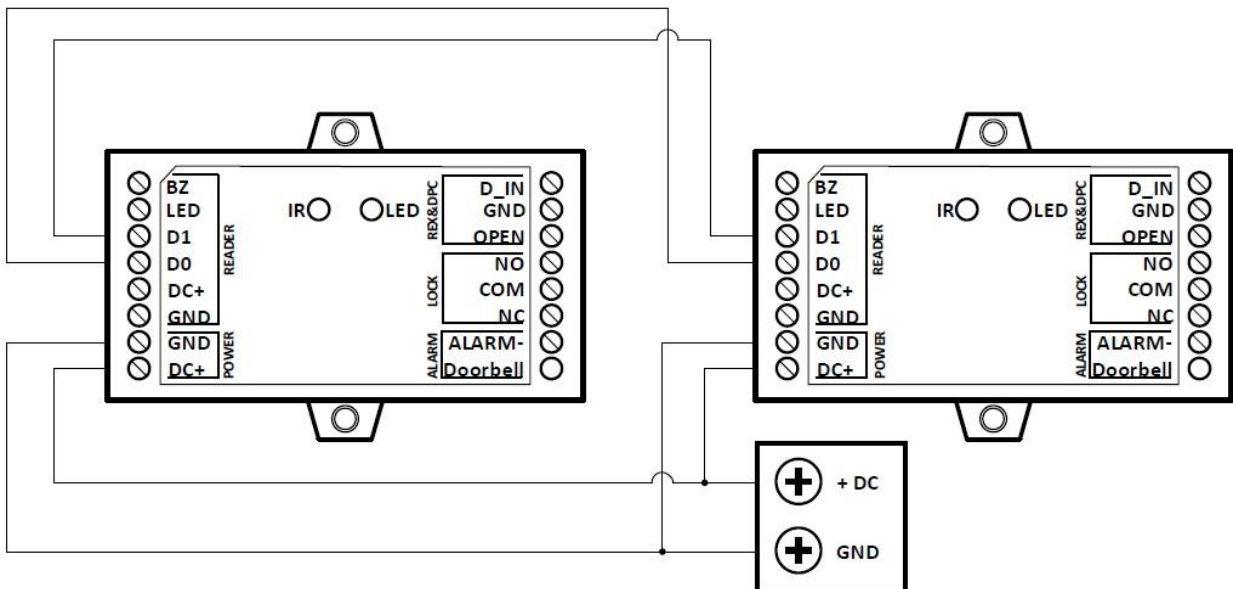 BZ
LED
D1
D0
DC+
GND
READER
GND
DC+
POWER
IR
LED
REX&DPC
D_IN
GND
OPEN
LOCK
NO
COM
NC
ALARM
ALARM-
Doorbell
BZ
LED
D1
D0
DC+
GND
READER
GND
DC+
POWER
IR
LED
REX&DPC
D_IN
GND
OPEN
LOCK
NO
COM
NC
ALARM
ALARM-
Doorbell
+ DC
GND